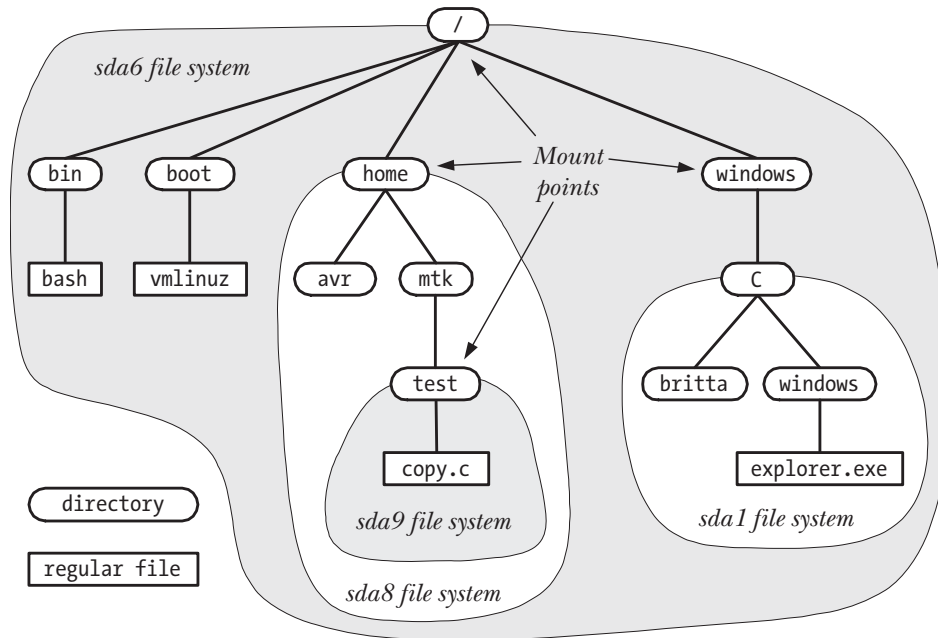 /
sda6 file system
bin
boot
home
Mount
points
windows
bash
vmlinuz
avr
mtk
C
test
britta
windows
copy.c
explorer.exe
directory
sda9 file system
sda1 file system
regular file
sda8 file system